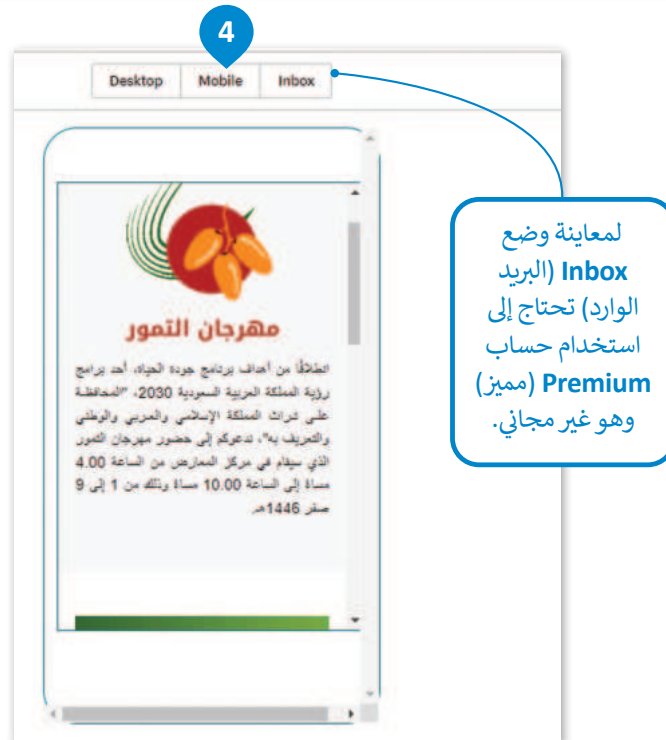 4
Desktop Mobile Inbox
مهرجان التمور
انطلاقًا من أهداف برنامج جودة الحياة، أحد برامج
رؤية المملكة العربية السعودية 2030، "المحافظة
على تراث المملكة الإسلامي والعربي والوطني
والتعريف به"، ندعوكم إلى حضور مهرجان التمور
الذي سيقام في مركز المعارض من الساعة 4.00
مساءً إلى الساعة 10.00 مساءً وذلك من 1 إلى 9
صفر 1446هـ.
لمعاينة وضع
Inbox (البريد
الوارد) تحتاج إلى
استخدام حساب
Premium (مميز)
وهو غير مجاني.